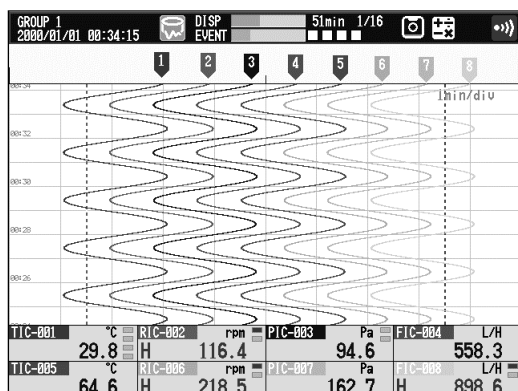 GROUP 1 DISP 51min 1/16
2000/01/01 00:34:15 EVENT
1 2 3 4 5 6 7 8
00:34 1min/div
00:32
00:30
00:28
00:26
TIC-001 °C RIC-002 rpm PIC-003 Pa FIC-004 L/H
29.8 H 116.4 94.6 558.3
TIC-005 °C RIC-006 rpm PIC-007 Pa FIC-008 L/H
64.6 H 218.5 162.7 H 898.6